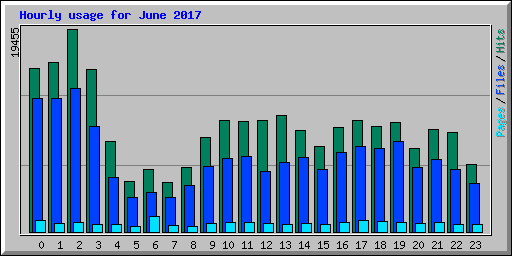 Hourly usage for June 2017
19455
Pages / Files / Hits
0 1 2 3 4 5 6 7 8 9 10 11 12 13 14 15 16 17 18 19 20 21 22 23